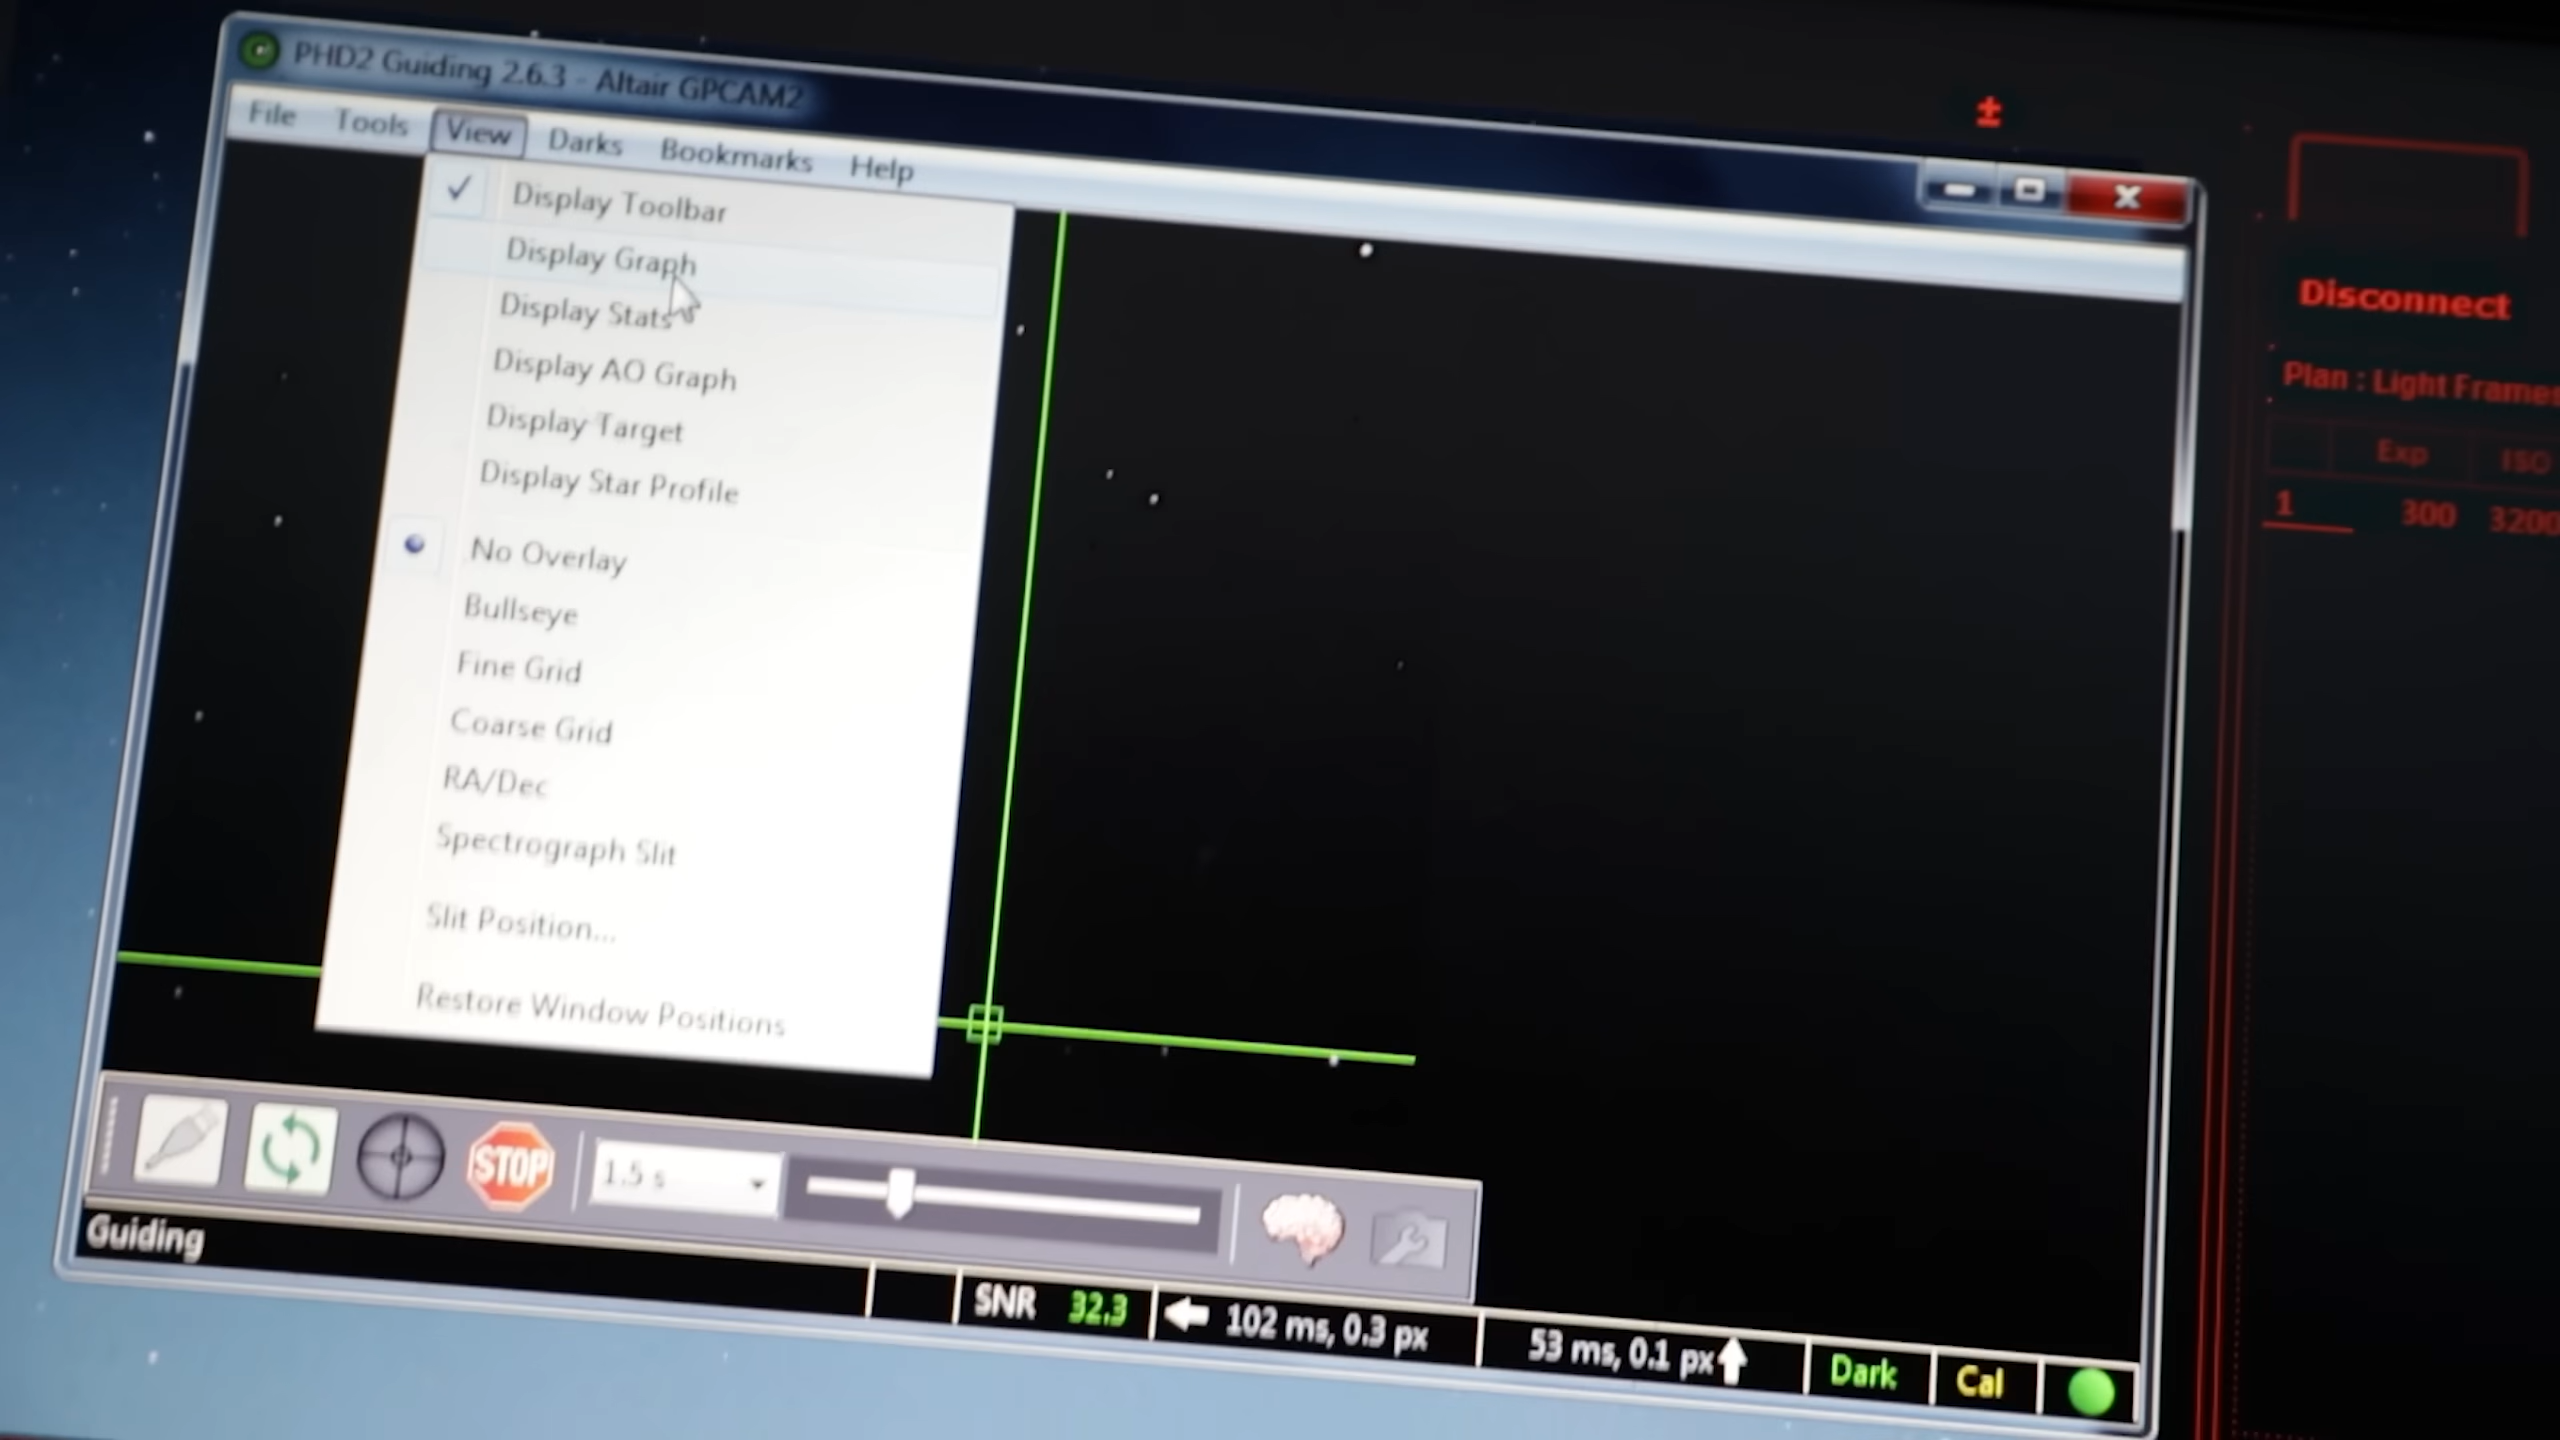 PHD2 Guiding 2.6.3 - Altair GPCAM2
File Tools View Darks Bookmarks Help
±
Display Toolbar
Display Graph
Display Stats
Display AO Graph
Display Target
Display Star Profile
No Overlay
Bullseye
Fine Grid
Coarse Grid
RA/Dec
Spectrograph Slit
Slit Position...
Restore Window Positions
STOP
1.5 s
Guiding
SNR 32.3
102 ms, 0.3 px
53 ms, 0.1 px
Dark
Cal
Disconnect
Plan : Light Frames
Exp ISO
1 300 3200